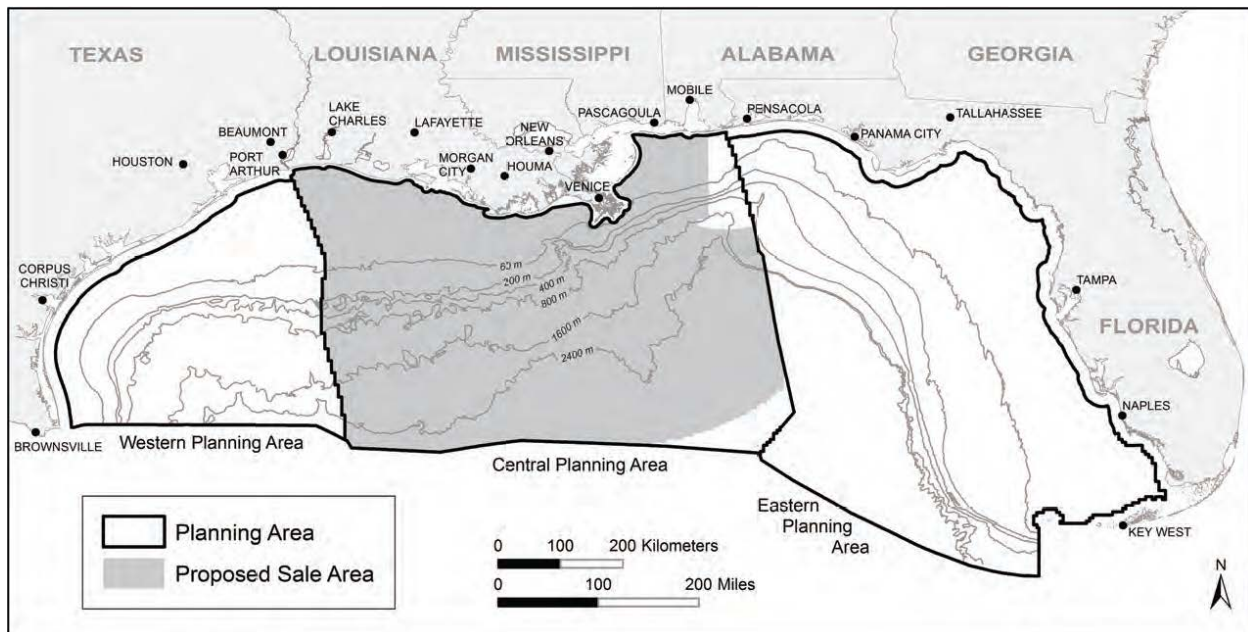 TEXAS
LOUISIANA
MISSISSIPPI
ALABAMA
GEORGIA
MOBILE
PASCAGOULA
PENSACOLA
TALLAHASSEE
LAKE
CHARLES
LAFAYETTE
NEW
ORLEANS
PANAMA CITY
BEAUMONT
HOUSTON
PORT
ARTHUR
MORGAN
CITY
HOUMA
VENICE
CORPUS
CHRISTI
60 m
200 m
400 m
800 m
1600 m
2400 m
TAMPA
FLORIDA
NAPLES
BROWNSVILLE
Western Planning Area
Central Planning Area
Eastern
Planning
Area
KEY WEST
Planning Area
Proposed Sale Area
0 100 200 Kilometers
0 100 200 Miles
N